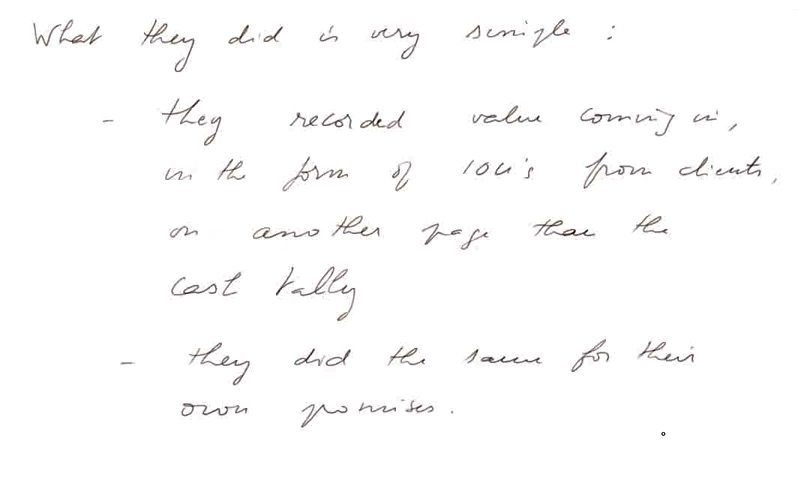 What they did is very simple :
- they recorded value coming in,
in the form of IOU's from clients,
on another page than the
cash tally
- they did the same for their
own promises.